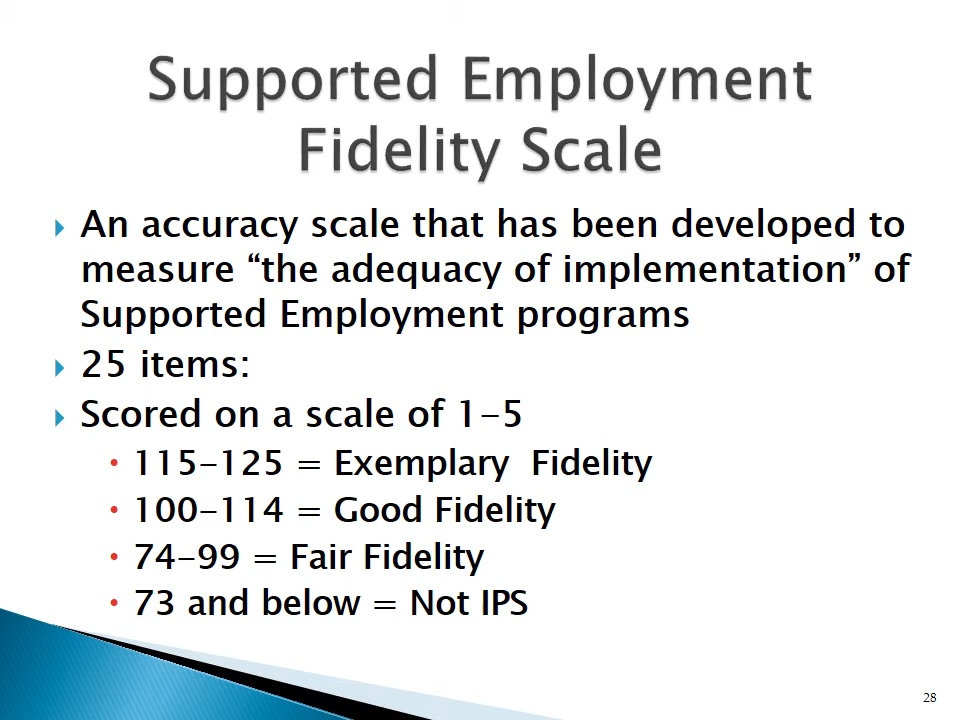 Supported Employment
Fidelity Scale
An accuracy scale that has been developed to
measure “the adequacy of implementation” of
Supported Employment programs
25 items:
Scored on a scale of 1-5
115-125 = Exemplary  Fidelity
100-114 = Good Fidelity
74-99 = Fair Fidelity
73 and below = Not IPS
28